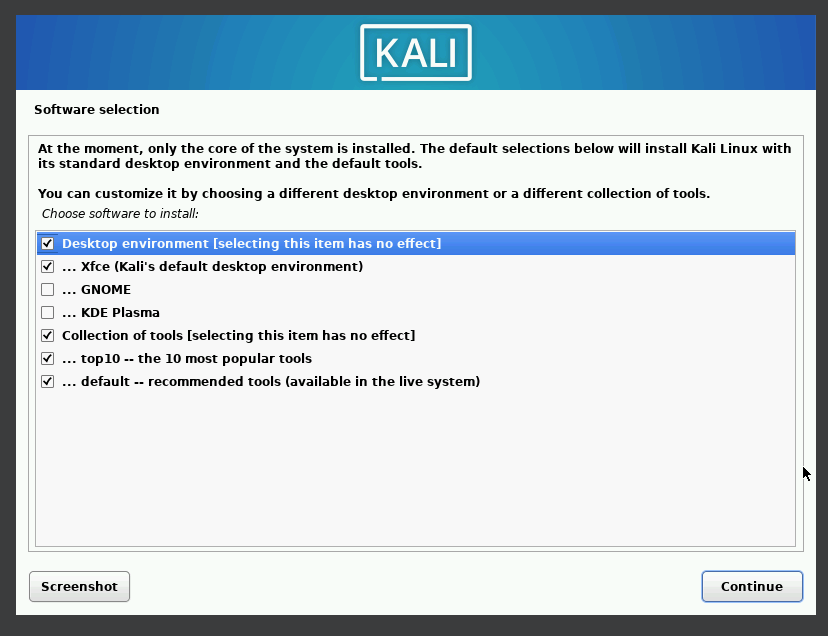 KALI
Software selection
At the moment, only the core of the system is installed. The default selections below will install Kali Linux with
its standard desktop environment and the default tools.
You can customize it by choosing a different desktop environment or a different collection of tools.
Choose software to install:
Desktop environment [selecting this item has no effect]
... Xfce (Kali's default desktop environment)
... GNOME
... KDE Plasma
Collection of tools [selecting this item has no effect]
... top10 -- the 10 most popular tools
... default -- recommended tools (available in the live system)
Screenshot
Continue